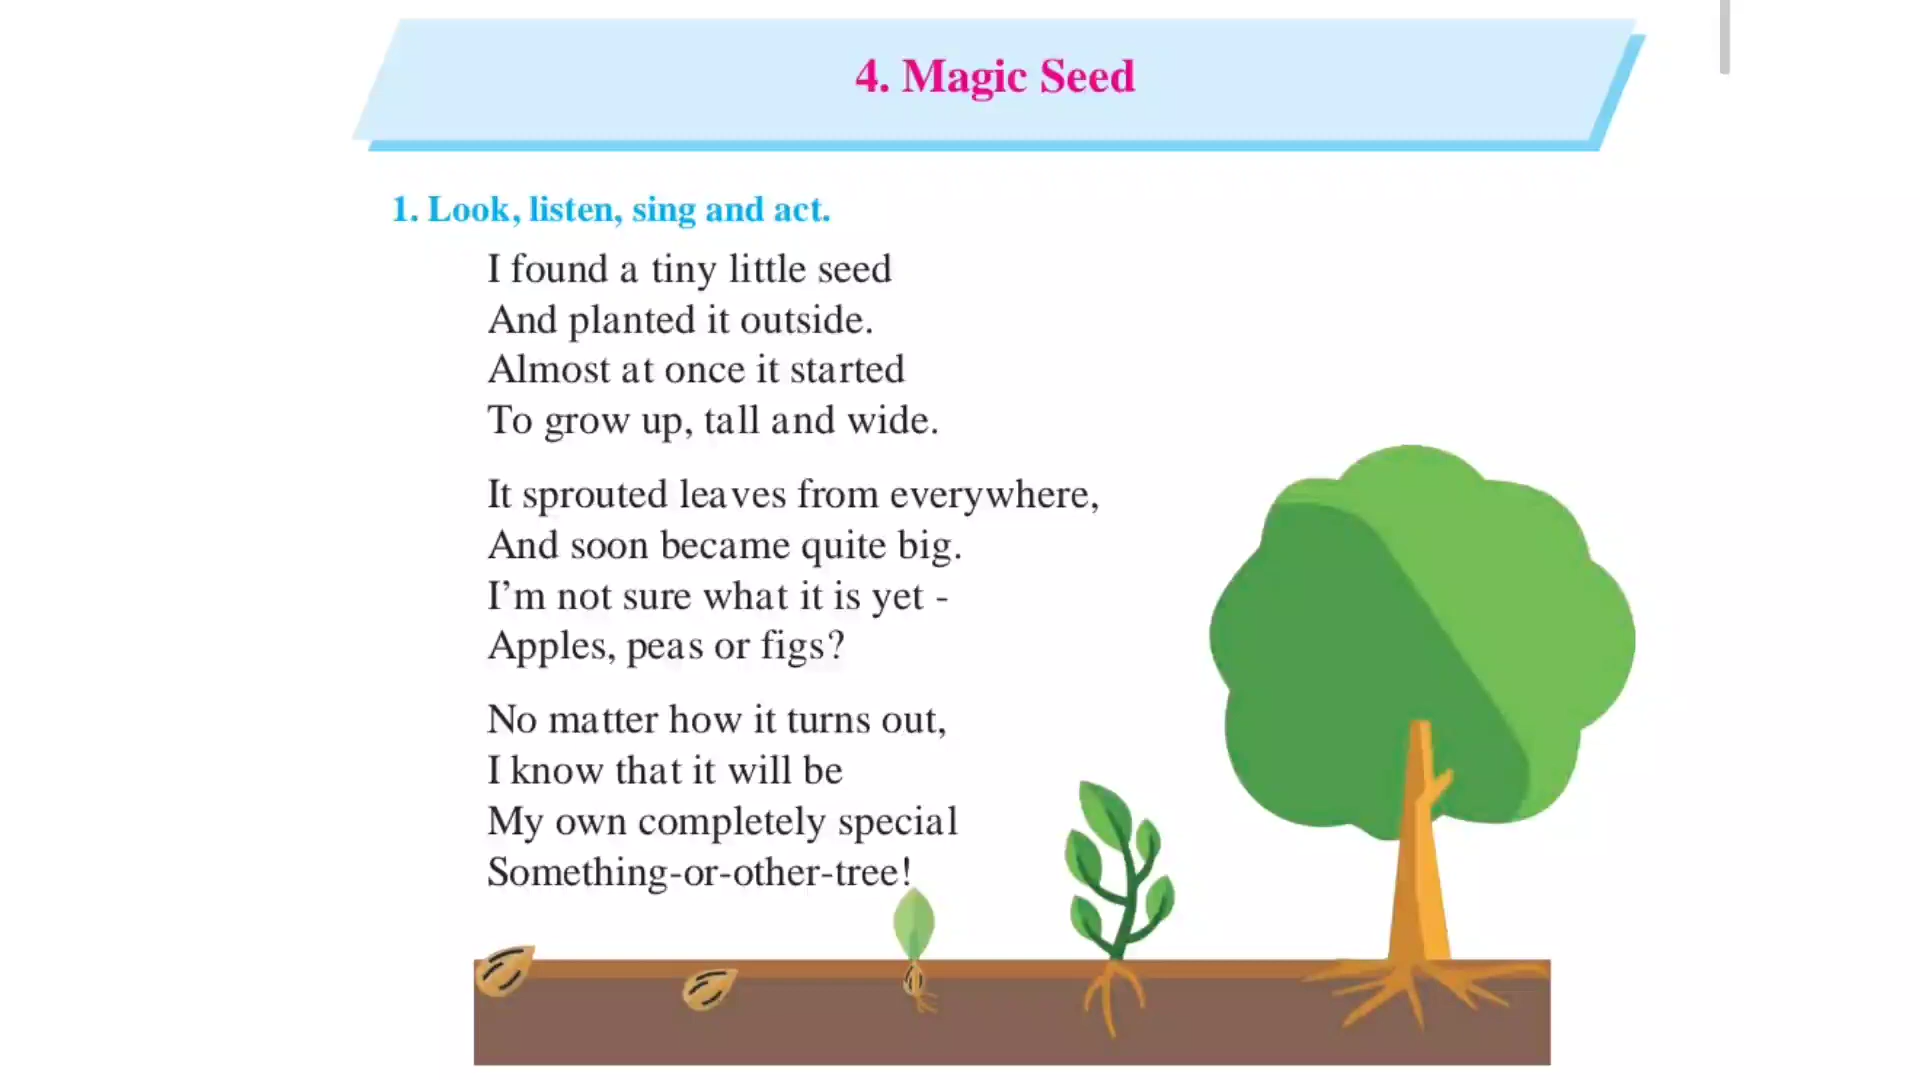 4. Magic Seed
1. Look, listen, sing and act.
I found a tiny little seed
And planted it outside.
Almost at once it started
To grow up, tall and wide.
It sprouted leaves from everywhere,
And soon became quite big.
I’m not sure what it is yet -
Apples, peas or figs?
No matter how it turns out,
I know that it will be
My own completely special
Something-or-other-tree!